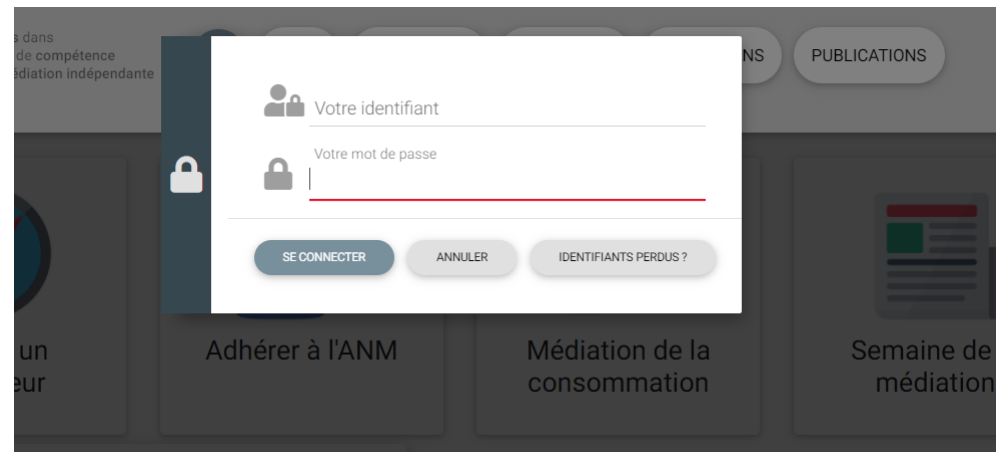 s dans
de compétence
édiation indépendante
NS
PUBLICATIONS
Votre identifiant
Votre mot de passe
SE CONNECTER
ANNULER
IDENTIFIANTS PERDUS ?
un
eur
Adhérer à l'ANM
Médiation de la
consommation
Semaine de
médiation